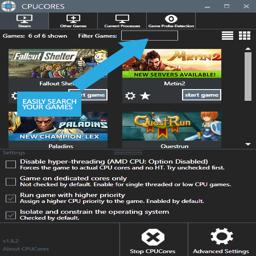 CPUCORES
Steam
Other Games
Current Processes
Game Profile Detection
Games: 6 of 6 shown
Filter Games:
Fallout Shelter
METIN2
NEW SERVERS AVAILABLE!
Fallout Shelter
Metin2
start game
start game
EASILY SEARCH
YOUR GAMES
PALADINS
NEW CHAMPION: LEX
QuestRun
Paladins
Questrun
Settings
Disable hyper-threading (AMD CPU: Option Disabled)
Forces the game to actual CPU cores and no HT. Try unchecked first.
Game on dedicated cores only
Not checked by default. Enable for single threaded or low CPU games.
Run game with higher priority
Assign a higher CPU priority to the game. Enabled by default.
Isolate and constrain the operating system
Checked by default.
About CPUCores
Stop CPUCores
Advanced Settings